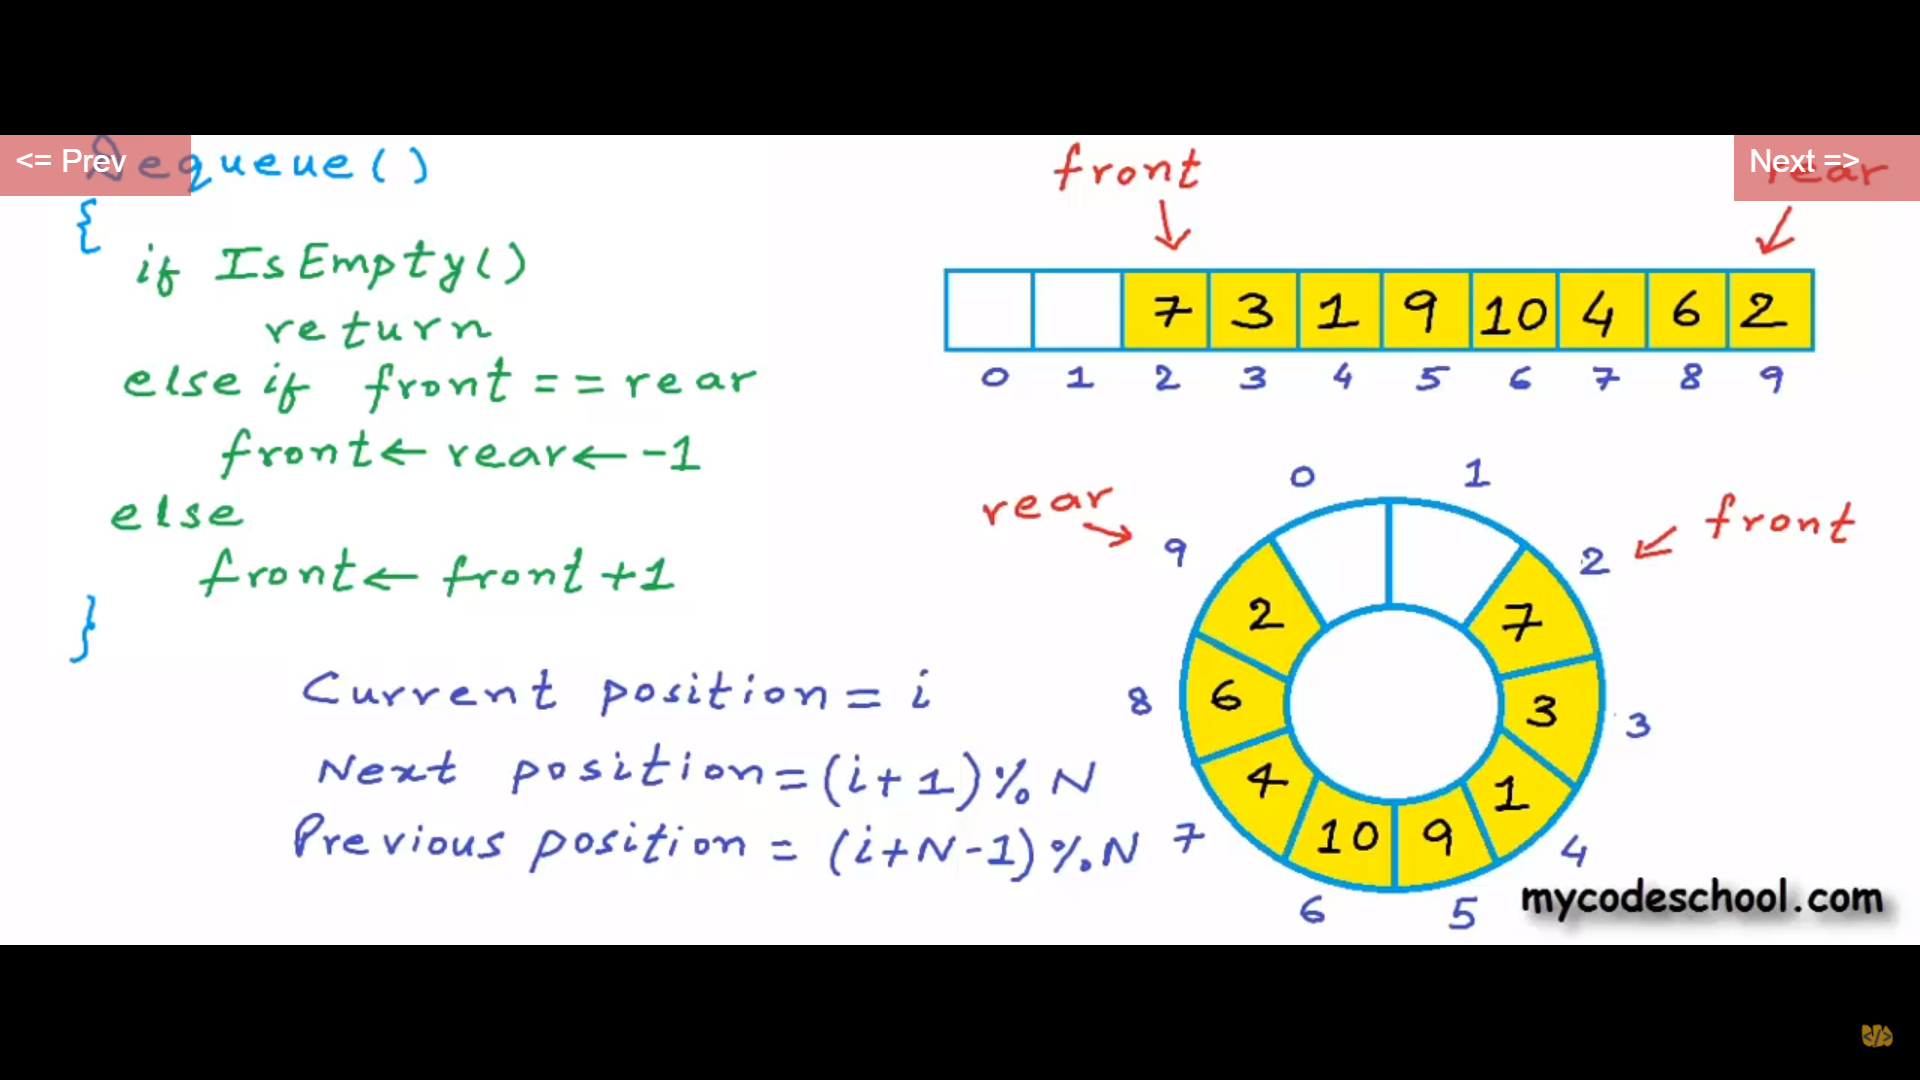 <= Prev
Dequeue()
{
if IsEmpty()
return
else if front == rear
front ← rear ← -1
else
front ← front +1
}
Current position = i
Next position = (i+1)% N
Previous position = (i+N-1)%N
Next =>
front
rear
7 3 1 9 10 4 6 2
0 1 2 3 4 5 6 7 8 9
0 1
rear
front
9
2
2
7
8
6
3
3
4
1
7
10
9
4
6
5
mycodeschool.com